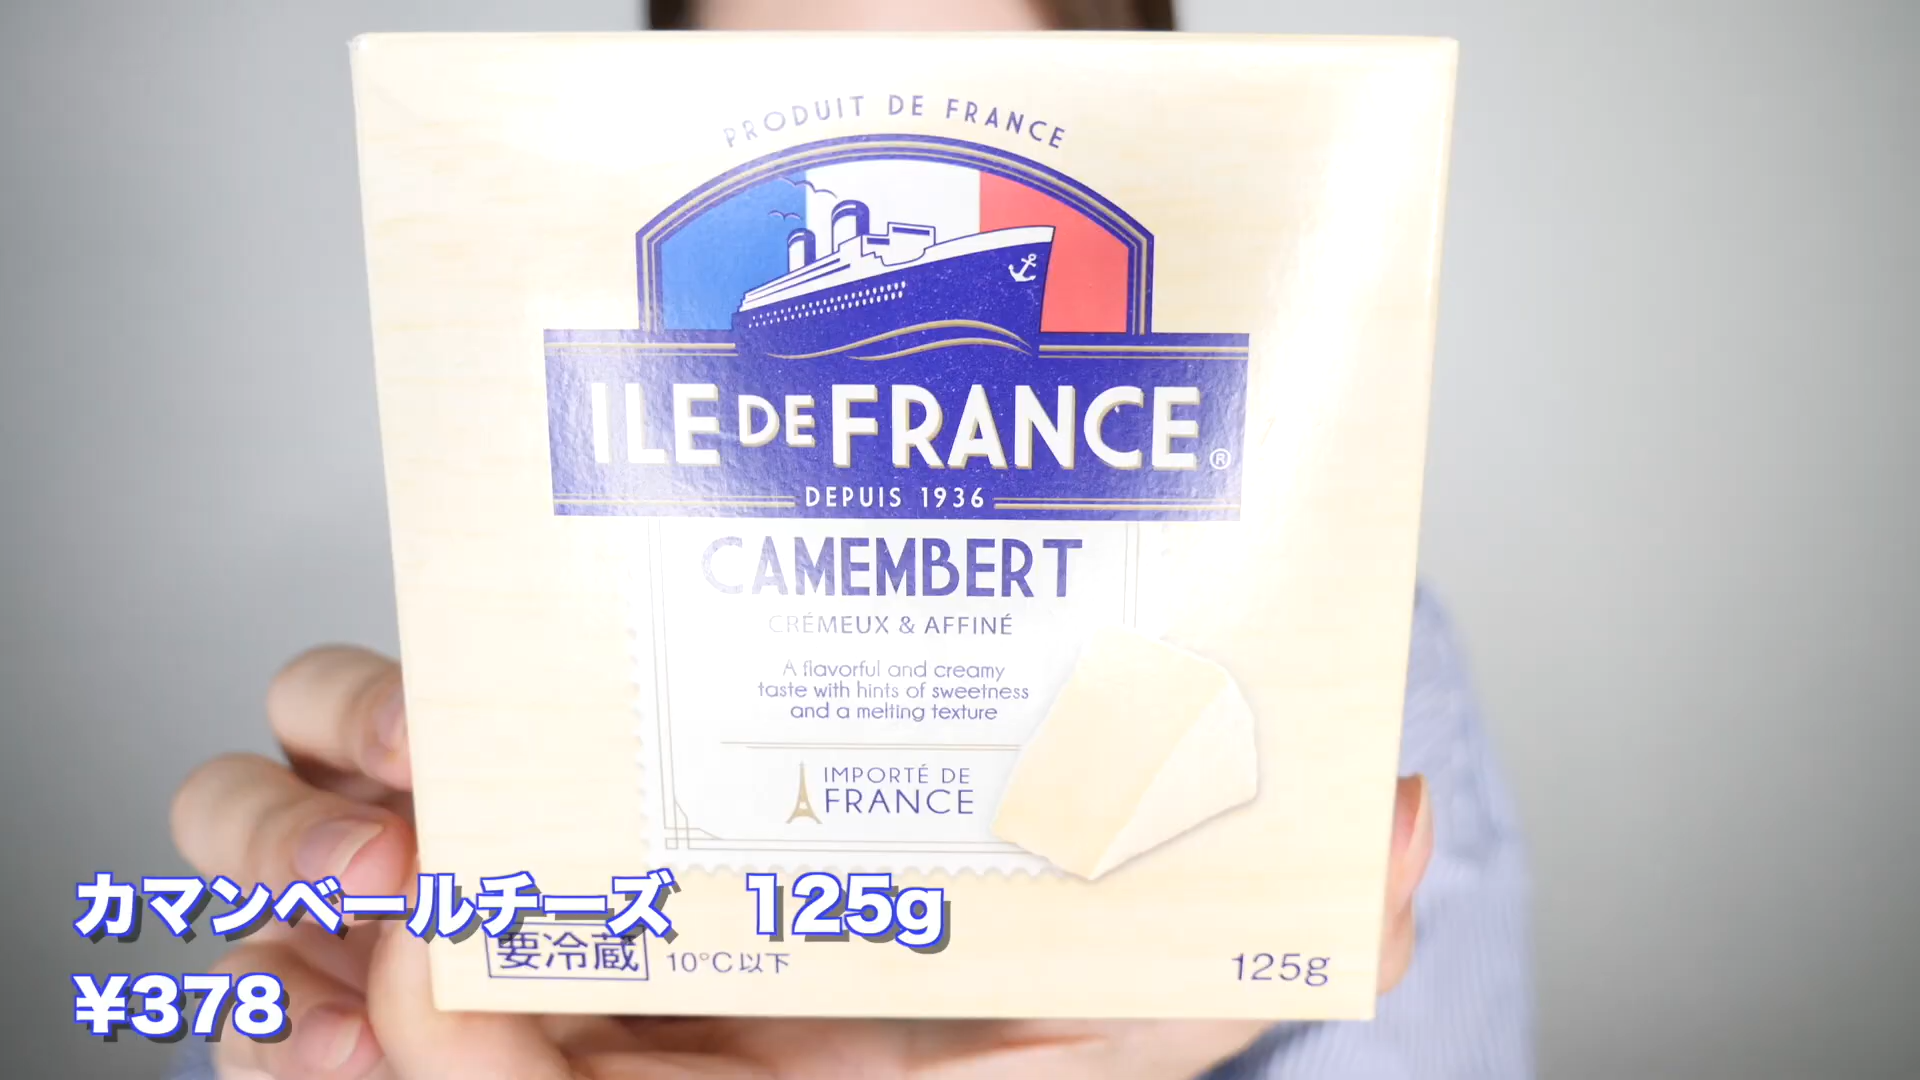 PRODUIT DE FRANCE
ILE DE FRANCE®
DEPUIS 1936
CAMEMBERT
CRÉMEUX & AFFINÉ
A flavorful and creamy
taste with hints of sweetness
and a melting texture
IMPORTÉ DE
FRANCE
カマンベールチーズ 125g
要冷蔵 10°C以下
125g
¥378